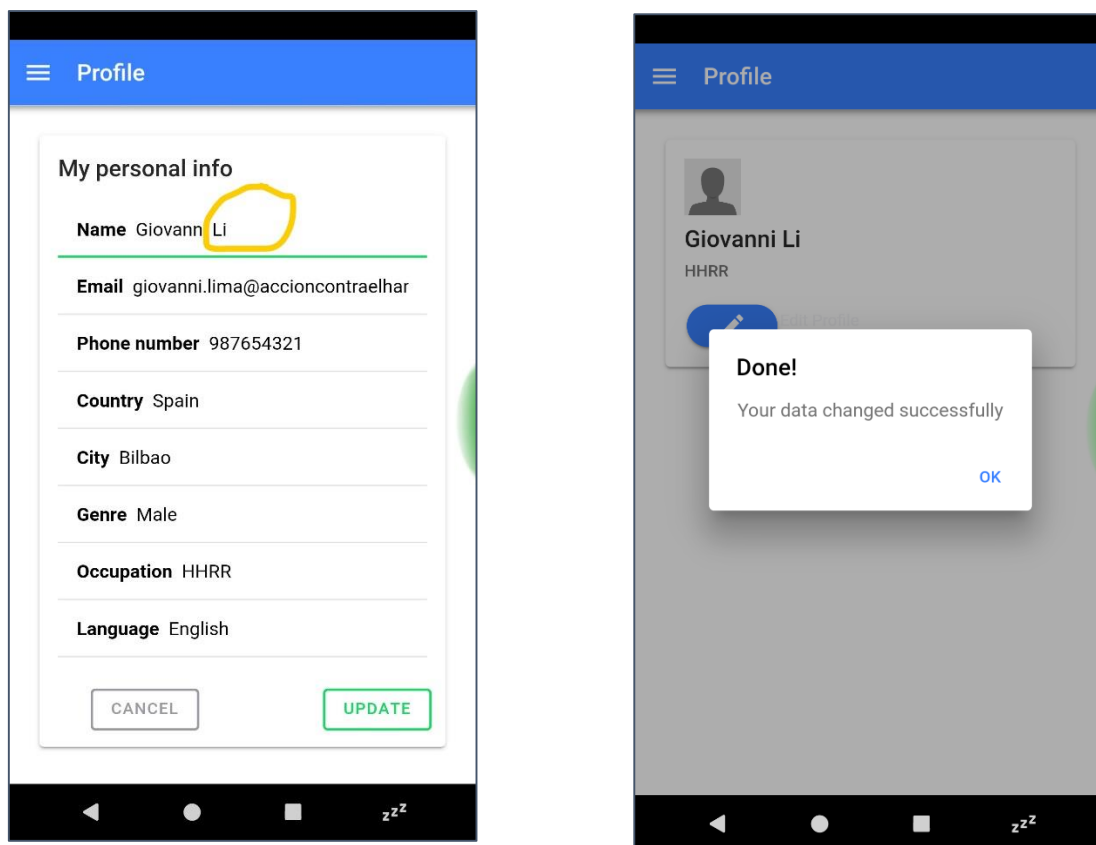 Profile
My personal info
Name Giovanni Li
Email giovanni.lima@accioncontraelhar
Phone number 987654321
Country Spain
City Bilbao
Genre Male
Occupation HHRR
Language English
CANCEL UPDATE
zzz
Profile
Giovanni Li
HHRR
Edit Profile
Done!
Your data changed successfully
OK
zzz